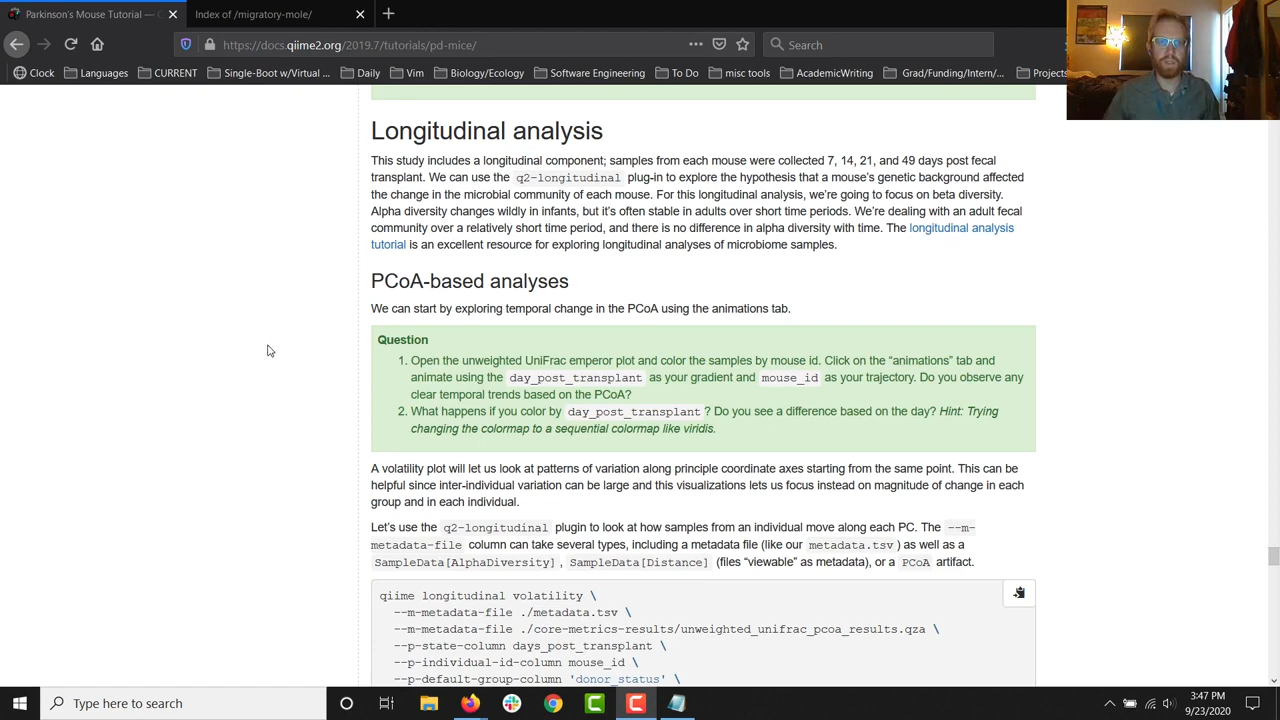 Parkinson's Mouse Tutorial — 
Index of /migratory-mole/
https://docs.qiime2.org/2019.7/tutorials/pd-mice/
Search
Clock
Languages
CURRENT
Single-Boot w/Virtual ...
Daily
Vim
Biology/Ecology
Software Engineering
To Do
misc tools
AcademicWriting
Grad/Funding/Intern/...
Projects
Longitudinal analysis
This study includes a longitudinal component; samples from each mouse were collected 7, 14, 21, and 49 days post fecal
transplant. We can use the q2-longitudinal plug-in to explore the hypothesis that a mouse's genetic background affected
the change in the microbial community of each mouse. For this longitudinal analysis, we're going to focus on beta diversity.
Alpha diversity changes wildly in infants, but it's often stable in adults over short time periods. We're dealing with an adult fecal
community over a relatively short time period, and there is no difference in alpha diversity with time. The longitudinal analysis
tutorial is an excellent resource for exploring longitudinal analyses of microbiome samples.
PCoA-based analyses
We can start by exploring temporal change in the PCoA using the animations tab.
Question
1. Open the unweighted UniFrac emperor plot and color the samples by mouse id. Click on the “animations” tab and
animate using the day_post_transplant as your gradient and mouse_id as your trajectory. Do you observe any
clear temporal trends based on the PCoA?
2. What happens if you color by day_post_transplant ? Do you see a difference based on the day? Hint: Trying
changing the colormap to a sequential colormap like viridis.
A volatility plot will let us look at patterns of variation along principle coordinate axes starting from the same point. This can be
helpful since inter-individual variation can be large and this visualizations lets us focus instead on magnitude of change in each
group and in each individual.
Let's use the q2-longitudinal plugin to look at how samples from an individual move along each PC. The --m-
metadata-file column can take several types, including a metadata file (like our metadata.tsv ) as well as a
SampleData[AlphaDiversity] , SampleData[Distance] (files “viewable” as metadata), or a PCoA artifact.
qiime longitudinal volatility \
--m-metadata-file ./metadata.tsv \
--m-metadata-file ./core-metrics-results/unweighted_unifrac_pcoa_results.qza \
--p-state-column days_post_transplant \
--p-individual-id-column mouse_id \
--p-default-group-column 'donor_status' \
Type here to search
3:47 PM
9/23/2020